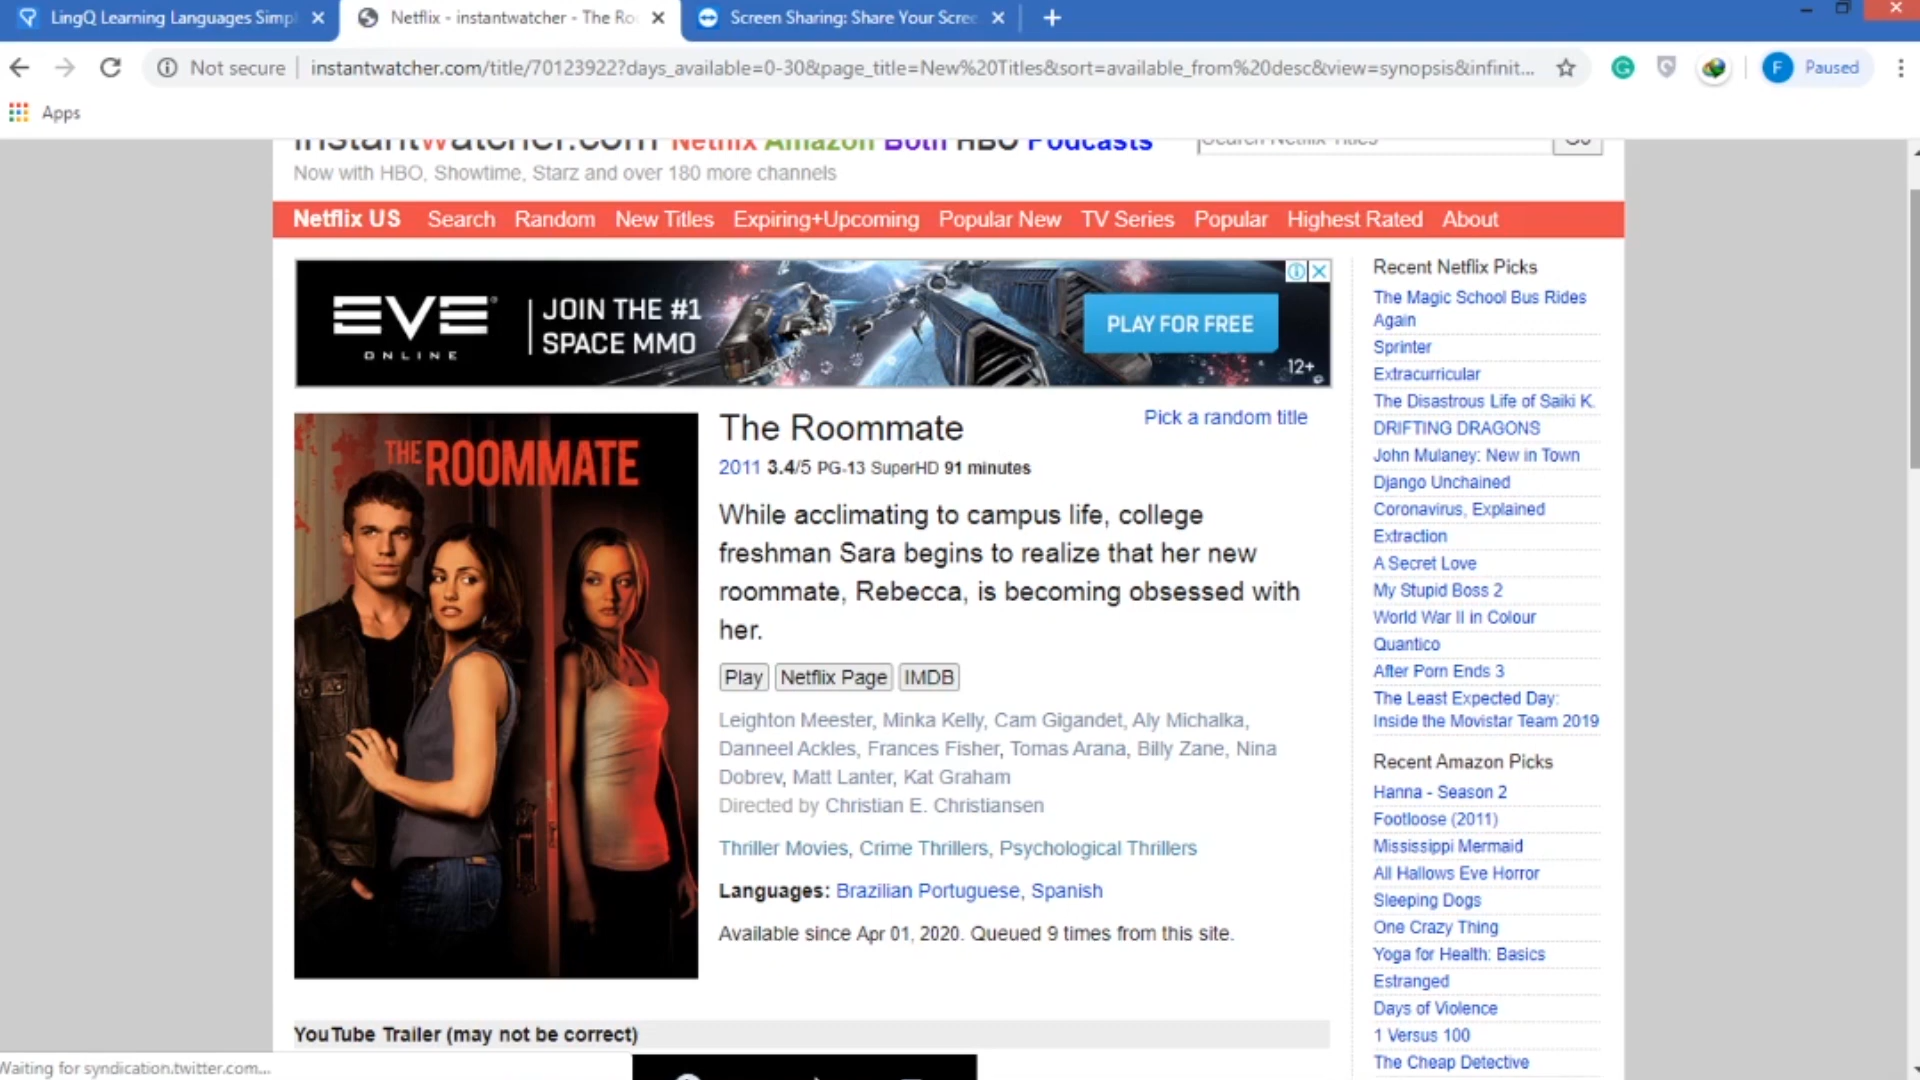 LingQ Learning Languages Simp
Netflix - instantwatcher - The Ro
Screen Sharing: Share Your Scree
Not secure
instantwatcher.com/title/70123922?days_available=0-30&page_title=New%20Titles&sort=available_from%20desc&view=synopsis&infinit...
F
Paused
Apps
instantwatcher.com Netflix Amazon Both HBO Podcasts
Search Netflix Titles
Go
Now with HBO, Showtime, Starz and over 180 more channels
Netflix US Search Random New Titles Expiring+Upcoming Popular New TV Series Popular Highest Rated About
EVE
ONLINE
JOIN THE #1
SPACE MMO
PLAY FOR FREE
12+
THE ROOMMATE
The Roommate
Pick a random title
2011 3.4/5 PG-13 SuperHD 91 minutes
While acclimating to campus life, college
freshman Sara begins to realize that her new
roommate, Rebecca, is becoming obsessed with
her.
Play Netflix Page IMDB
Leighton Meester, Minka Kelly, Cam Gigandet, Aly Michalka,
Danneel Ackles, Frances Fisher, Tomas Arana, Billy Zane, Nina
Dobrev, Matt Lanter, Kat Graham
Directed by Christian E. Christiansen
Thriller Movies, Crime Thrillers, Psychological Thrillers
Languages: Brazilian Portuguese, Spanish
Available since Apr 01, 2020. Queued 9 times from this site.
YouTube Trailer (may not be correct)
Recent Netflix Picks
The Magic School Bus Rides
Again
Sprinter
Extracurricular
The Disastrous Life of Saiki K.
DRIFTING DRAGONS
John Mulaney: New in Town
Django Unchained
Coronavirus, Explained
Extraction
A Secret Love
My Stupid Boss 2
World War II in Colour
Quantico
After Porn Ends 3
The Least Expected Day:
Inside the Movistar Team 2019
Recent Amazon Picks
Hanna - Season 2
Footloose (2011)
Mississippi Mermaid
All Hallows Eve Horror
Sleeping Dogs
One Crazy Thing
Yoga for Health: Basics
Estranged
Days of Violence
1 Versus 100
The Cheap Detective
Waiting for syndication.twitter.com...